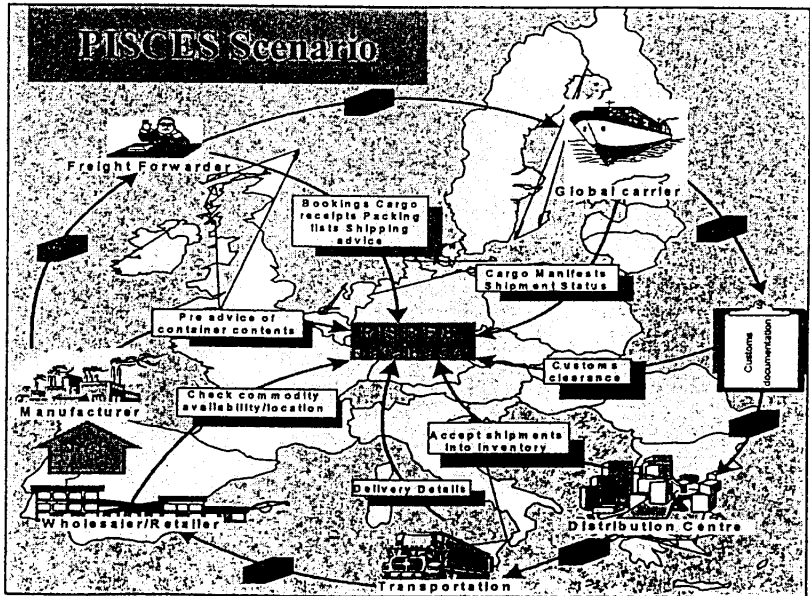 PISCES Scenario
Freight Forwarder
Global carrier
Bookings Cargo
receipts Packing
lists Shipping
advice
Cargo Manifests
Shipment Status
Pre advice of
container contents
Customs
documentation
Customs
clearance
Manufacturer
Check commodity
availability/location
Accept shipments
into inventory
Delivery Details
Wholesaler/Retailer
Distribution Centre
Transportation